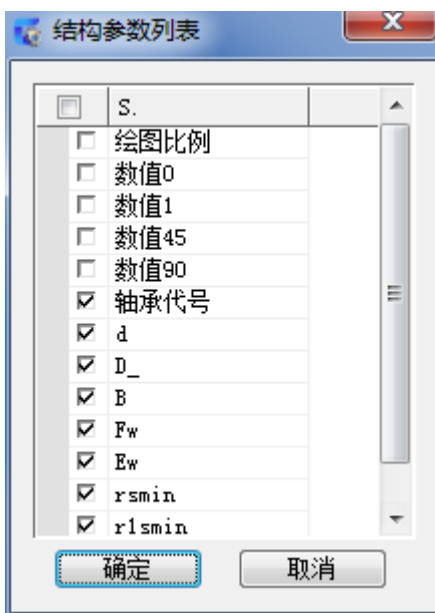 结构参数列表
S.
绘图比例
数值0
数值1
数值45
数值90
轴承代号
d
D_
B
Fw
Ew
rsmin
r1smin
确定 取消